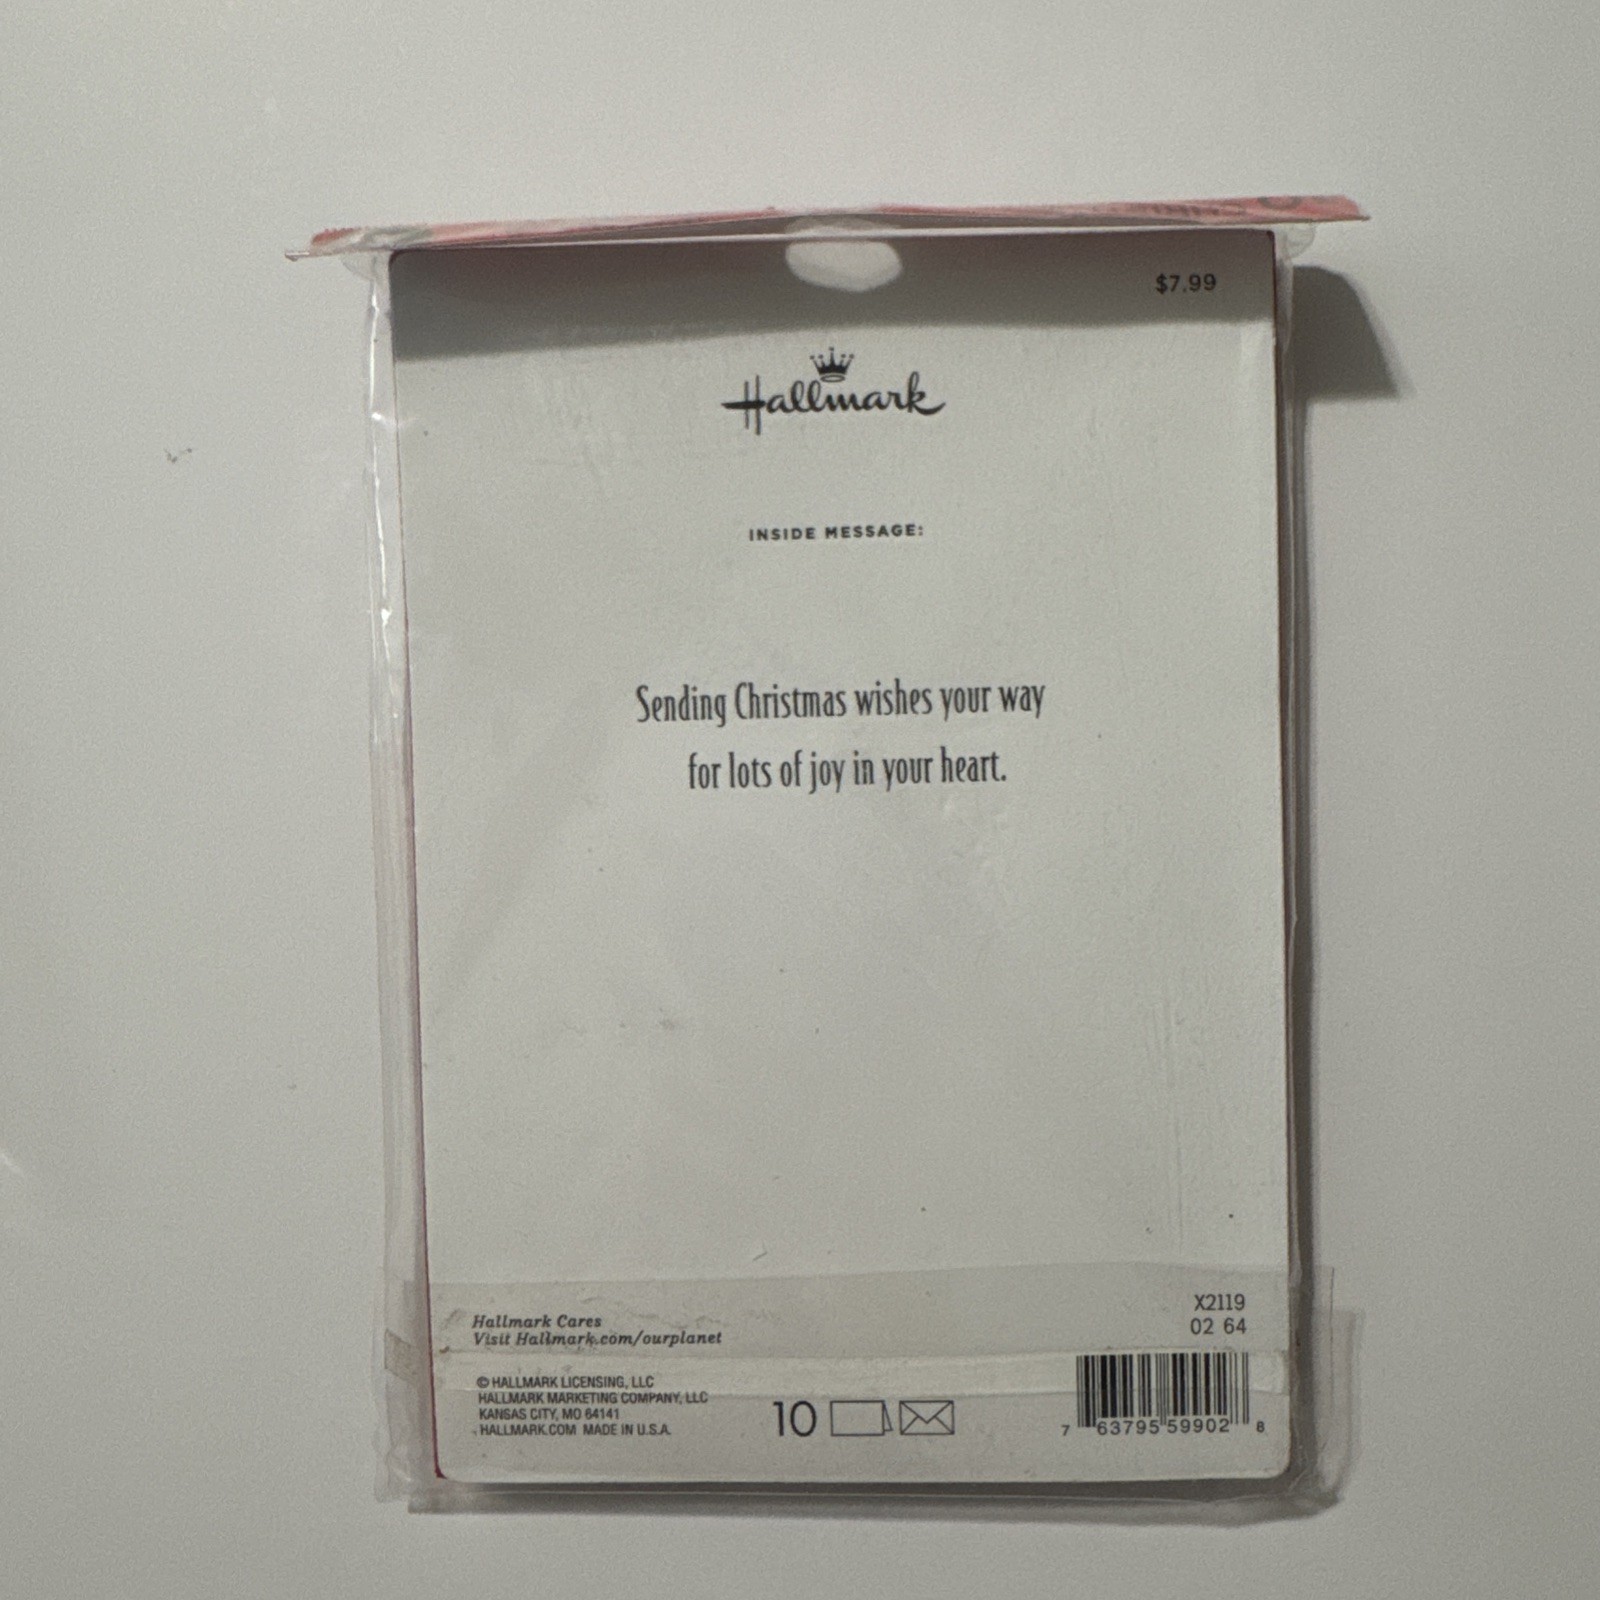 $7.99
Hallmark
INSIDE MESSAGE:
Sending Christmas wishes your way
for lots of joy in your heart.
Hallmark Cares
Visit Hallmark.com/ourplanet
X2119
02 64
© HALLMARK LICENSING, LLC
HALLMARK MARKETING COMPANY, LLC
KANSAS CITY, MO 64141
HALLMARK.COM MADE IN U.S.A.
10
7 63795 59902 8